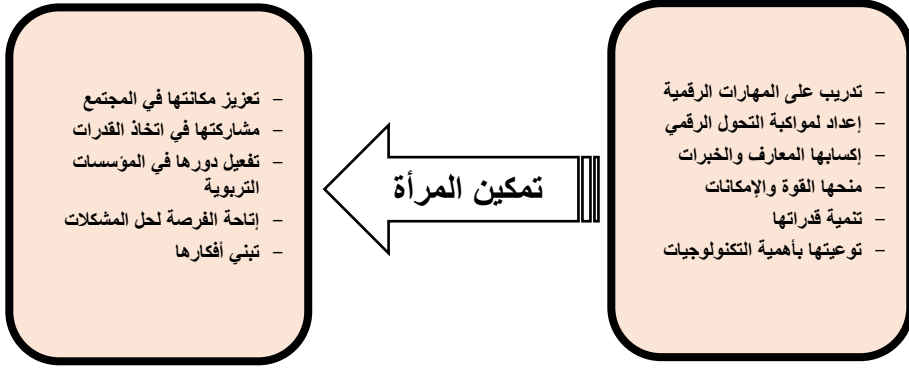 - تدريب على المهارات الرقمية
- إعداد لمواكبة التحول الرقمي
- إكسابها المعارف والخبرات
- منحها القوة والإمكانات
- تنمية قدراتها
- توعيتها بأهمية التكنولوجيات
تمكين المرأة
- تعزيز مكانتها في المجتمع
- مشاركتها في اتخاذ القدرات
- تفعيل دورها في المؤسسات
التربوية
- إتاحة الفرصة لحل المشكلات
- تبني أفكارها